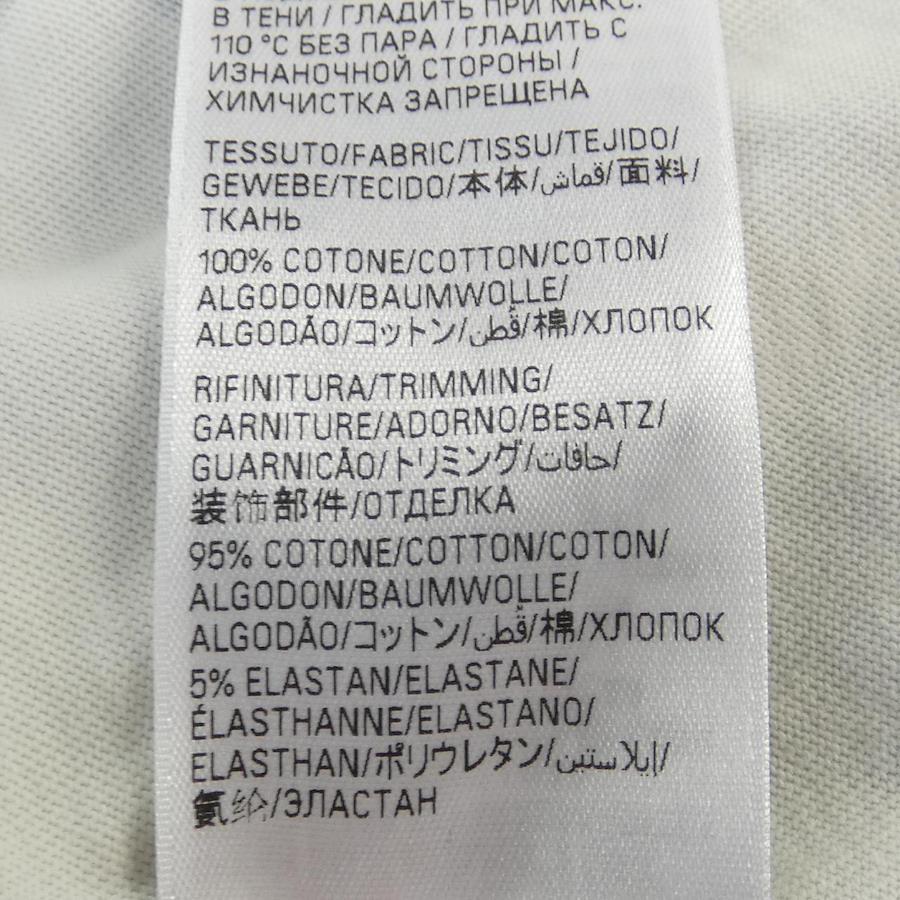 В ТЕНИ / ГЛАДИТЬ ПРИ МАКС.
110 °C БЕЗ ПАРА / ГЛАДИТЬ С
ИЗНАНОЧНОЙ СТОРОНЫ /
ХИМЧИСТКА ЗАПРЕЩЕНА
TESSUTO/FABRIC/TISSU/TEJIDO/
GEWEBE/TECIDO/本体/قماش/面料/
ТКАНЬ
100% COTONE/COTTON/COTON/
ALGODON/BAUMWOLLE/
ALGODÃO/コットン/قُطن/棉/ХЛОПОК
RIFINITURA/TRIMMING/
GARNITURE/ADORNO/BESATZ/
GUARNICÃO/トリミング/حافات/
装饰部件/ОТДЕЛКА
95% COTONE/COTTON/COTON/
ALGODON/BAUMWOLLE/
ALGODÃO/コットン/قُطن/棉/ХЛОПОК
5% ELASTAN/ELASTANE/
ÉLASTHANNE/ELASTANO/
ELASTHAN/ポリウレタン/إيلاستين/
氨纶/ЭЛАСТАН